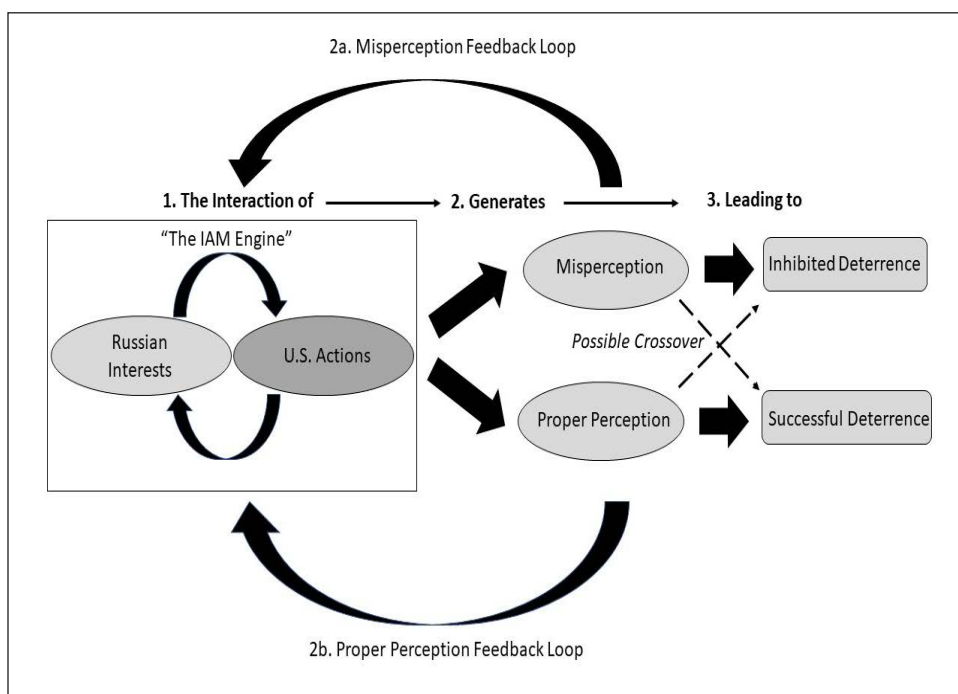 2a. Misperception Feedback Loop
1. The Interaction of
2. Generates
3. Leading to
“The IAM Engine”
Russian
Interests
U.S. Actions
Misperception
Inhibited Deterrence
Possible Crossover
Proper Perception
Successful Deterrence
2b. Proper Perception Feedback Loop